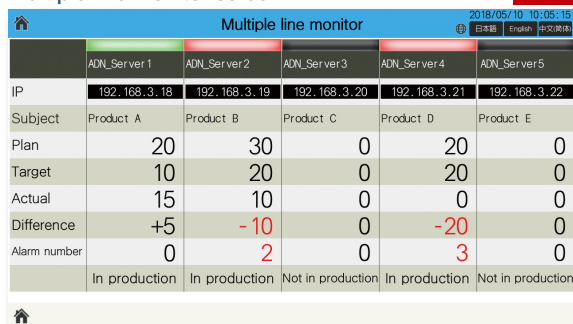 Multiple line monitor
2018/05/10 10:05:15
日本語 English 中文(简体)
ADN_Server1 ADN_Server2 ADN_Server3 ADN_Server4 ADN_Server5
IP 192.168.3.18 192.168.3.19 192.168.3.20 192.168.3.21 192.168.3.22
Subject Product A Product B Product C Product D Product E
Plan 20 30 0 20 0
Target 10 20 0 20 0
Actual 15 10 0 0 0
Difference +5 -10 0 -20 0
Alarm number 0 2 0 3 0
In production In production Not in production In production Not in production